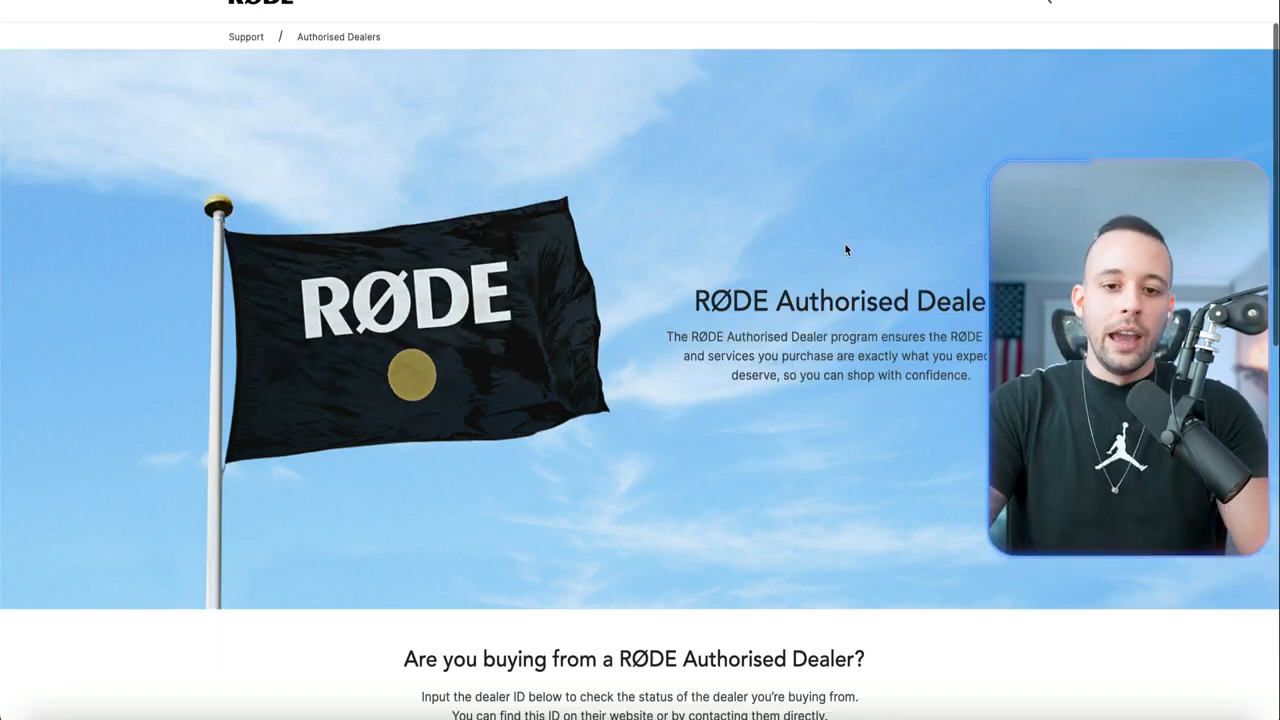 RØDE
Support / Authorised Dealers
RØDE
RØDE Authorised Deale
The RØDE Authorised Dealer program ensures the RØDE
and services you purchase are exactly what you expec
deserve, so you can shop with confidence.
Are you buying from a RØDE Authorised Dealer?
Input the dealer ID below to check the status of the dealer you're buying from.
You can find this ID on their website or by contacting them directly.